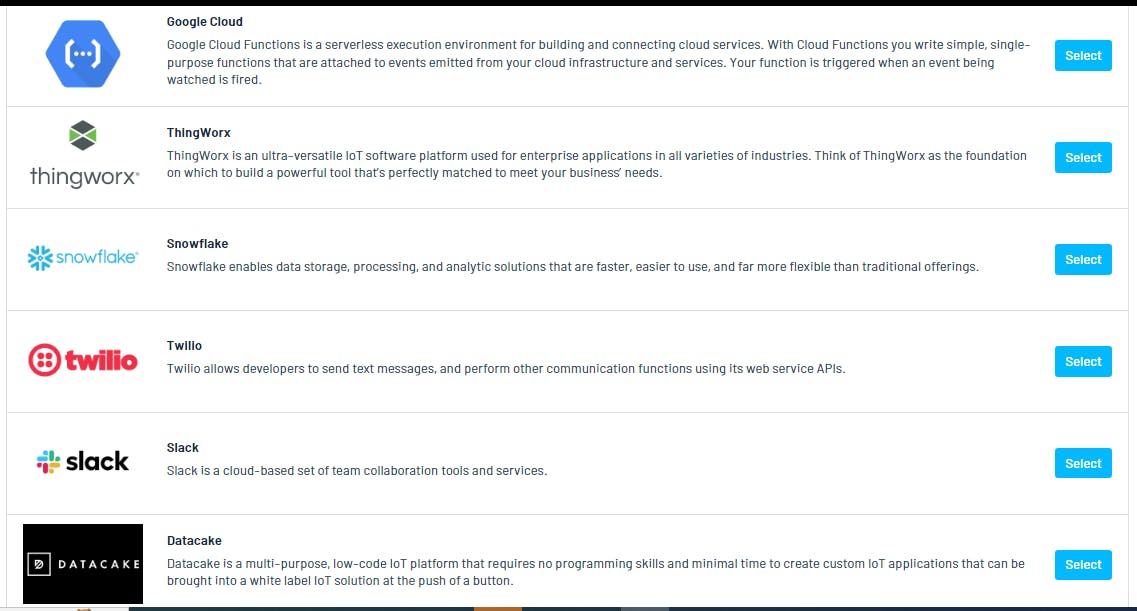 Google Cloud
Google Cloud Functions is a serverless execution environment for building and connecting cloud services. With Cloud Functions you write simple, single-
purpose functions that are attached to events emitted from your cloud infrastructure and services. Your function is triggered when an event being
watched is fired.
Select
ThingWorx
thingworx®
ThingWorx is an ultra-versatile IoT software platform used for enterprise applications in all varieties of industries. Think of ThingWorx as the foundation
on which to build a powerful tool that's perfectly matched to meet your business’ needs.
Select
Snowflake
snowflake®
Snowflake enables data storage, processing, and analytic solutions that are faster, easier to use, and far more flexible than traditional offerings.
Select
Twilio
twilio
Twilio allows developers to send text messages, and perform other communication functions using its web service APIs.
Select
Slack
slack
Slack is a cloud-based set of team collaboration tools and services.
Select
Datacake
DATACAKE
Datacake is a multi-purpose, low-code IoT platform that requires no programming skills and minimal time to create custom IoT applications that can be
brought into a white label IoT solution at the push of a button.
Select